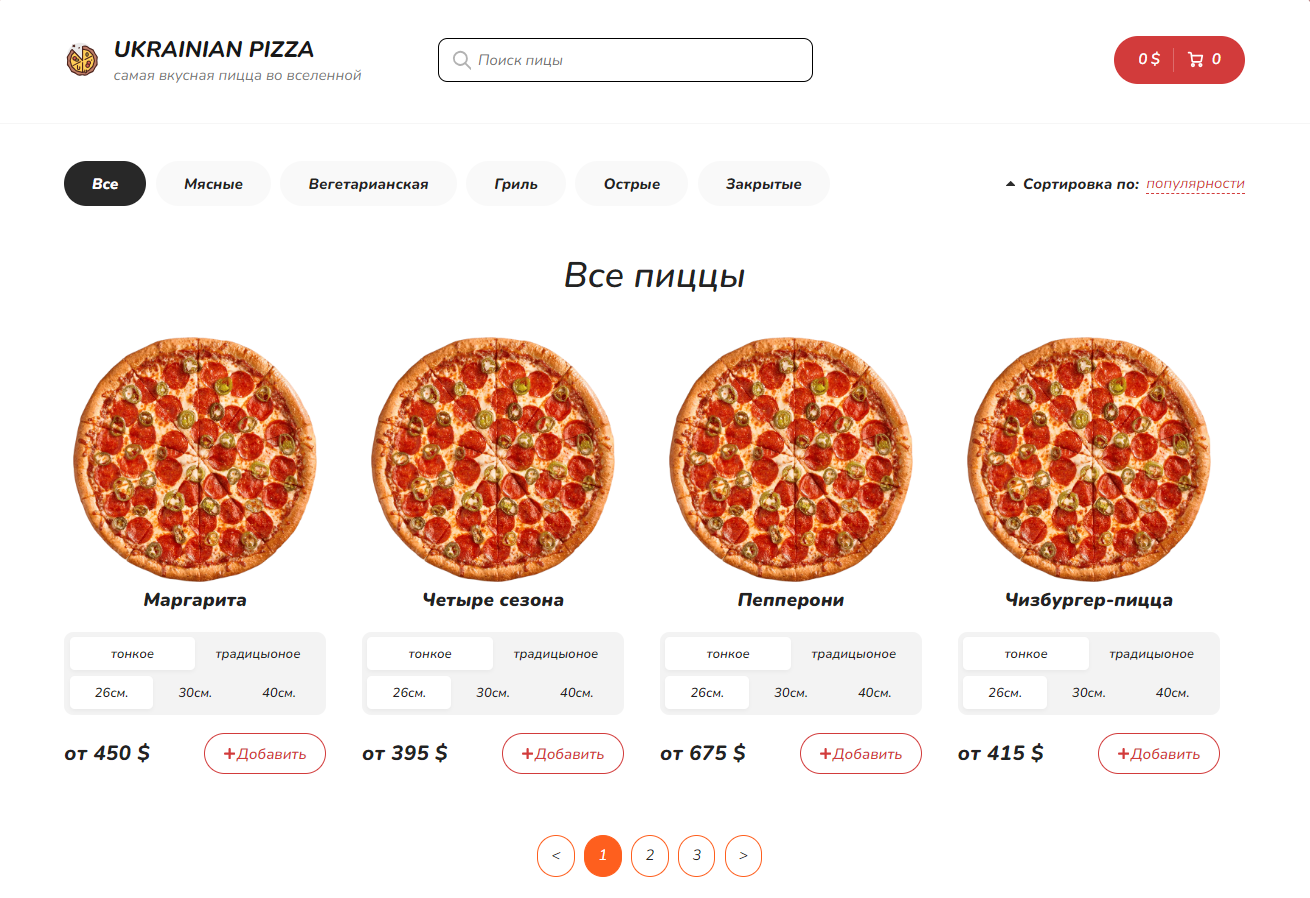 UKRAINIAN PIZZA
самая вкусная пицца во вселенной
Поиск пицы
0 $ 0
Все Мясные Вегетарианская Гриль Острые Закрытые
Сортировка по: популярности
Все пиццы
Маргарита Четыре сезона Пепперони Чизбургер-пицца
тонкое традицыоное тонкое традицыоное тонкое традицыоное тонкое традицыоное
26см. 30см. 40см. 26см. 30см. 40см. 26см. 30см. 40см. 26см. 30см. 40см.
от 450 $ +Добавить от 395 $ +Добавить от 675 $ +Добавить от 415 $ +Добавить
< 1 2 3 >